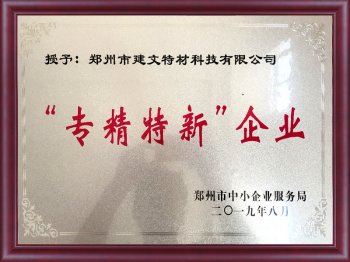 授予：郑州市建文特材科技有限公司
“专精特新”企业
郑州市中小企业服务局
二〇一九年八月